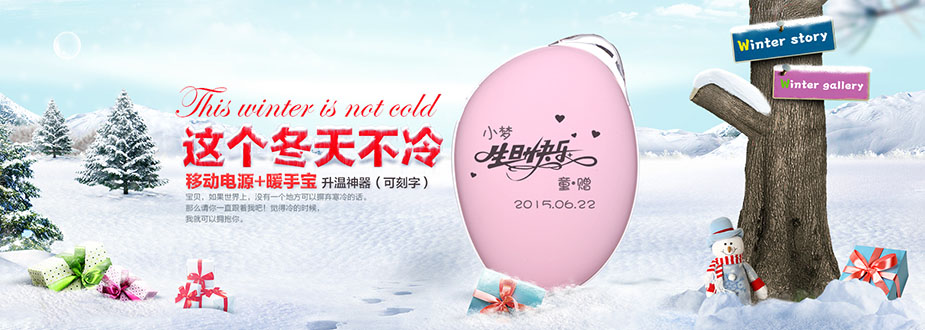 This winter is not cold
这个冬天不冷
移动电源+暖手宝 升温神器（可刻字）
宝贝，如果世界上，没有一个地方可以摒弃寒冷的话，
那么请你一直跟着我吧！觉得冷的时候，
我就可以拥抱你。
小梦
生日快乐
童·赠
2015.06.22
Winter story
Winter gallery